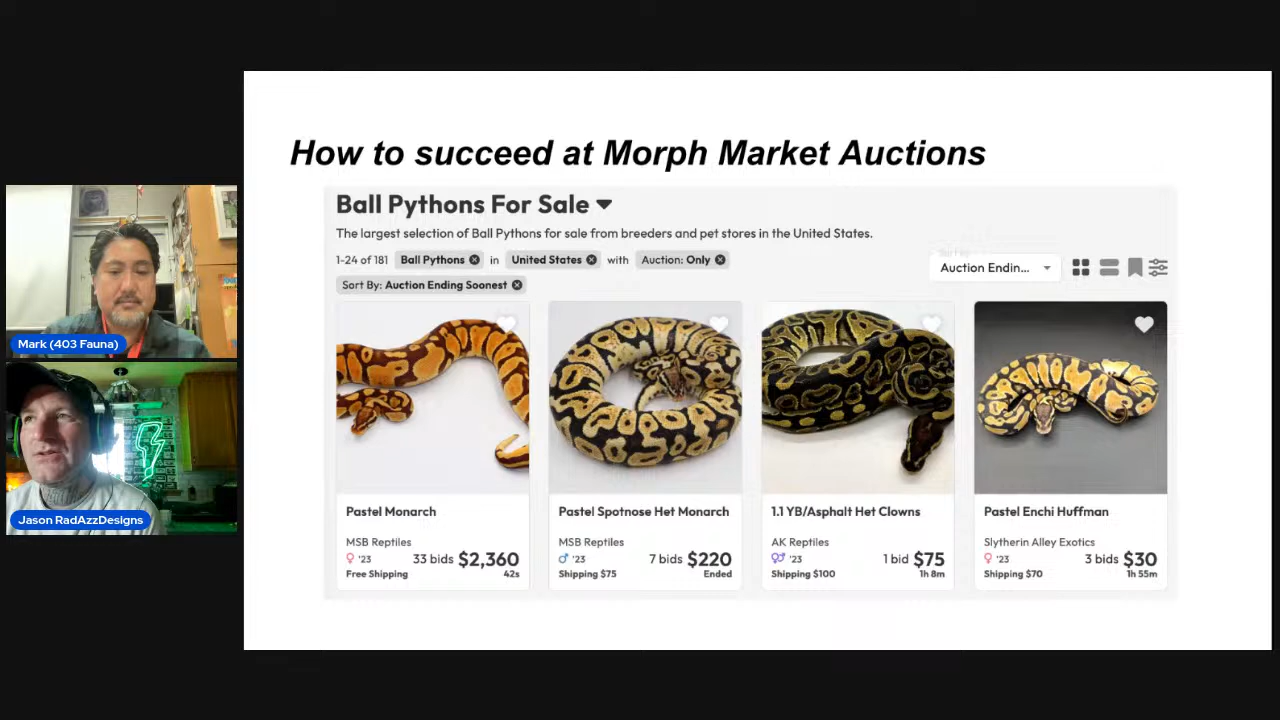 How to succeed at Morph Market Auctions
Ball Pythons For Sale
The largest selection of Ball Pythons for sale from breeders and pet stores in the United States.
1-24 of 181 Ball Pythons in United States with Auction: Only
Auction Endin...
Sort By: Auction Ending Soonest
Pastel Monarch
MSB Reptiles
♀ '23 33 bids $2,360
Free Shipping 42s
Pastel Spotnose Het Monarch
MSB Reptiles
♂ '23 7 bids $220
Shipping $75 Ended
1.1 YB/Asphalt Het Clowns
AK Reptiles
'23 1 bid $75
Shipping $100 1h 8m
Pastel Enchi Huffman
Slytherin Alley Exotics
♀ '23 3 bids $30
Shipping $70 1h 55m
Mark (403 Fauna)
Jason RadAzzDesigns